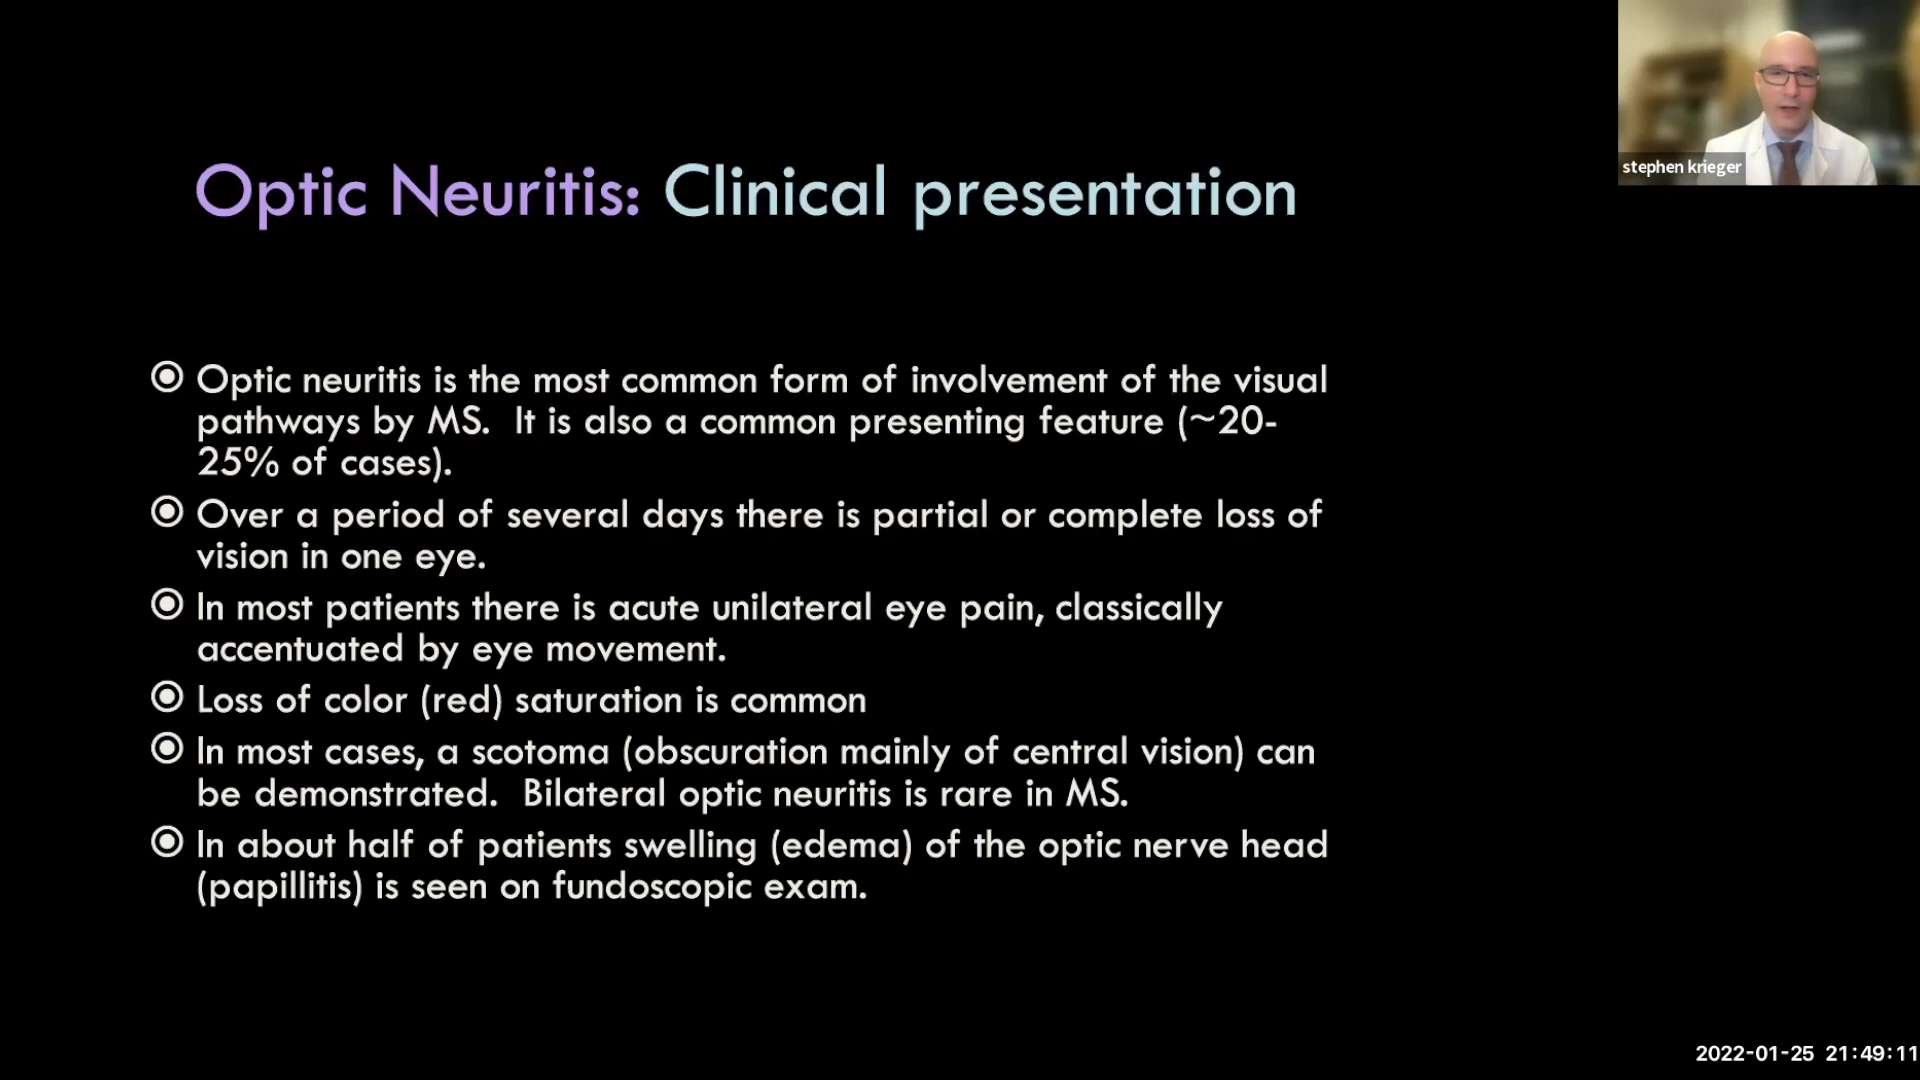 stephen krieger
Optic Neuritis: Clinical presentation
Optic neuritis is the most common form of involvement of the visual
pathways by MS.  It is also a common presenting feature (~20-
25% of cases).
Over a period of several days there is partial or complete loss of
vision in one eye.
In most patients there is acute unilateral eye pain, classically
accentuated by eye movement.
Loss of color (red) saturation is common
In most cases, a scotoma (obscuration mainly of central vision) can
be demonstrated.  Bilateral optic neuritis is rare in MS.
In about half of patients swelling (edema) of the optic nerve head
(papillitis) is seen on fundoscopic exam.
2022-01-25 21:49:11